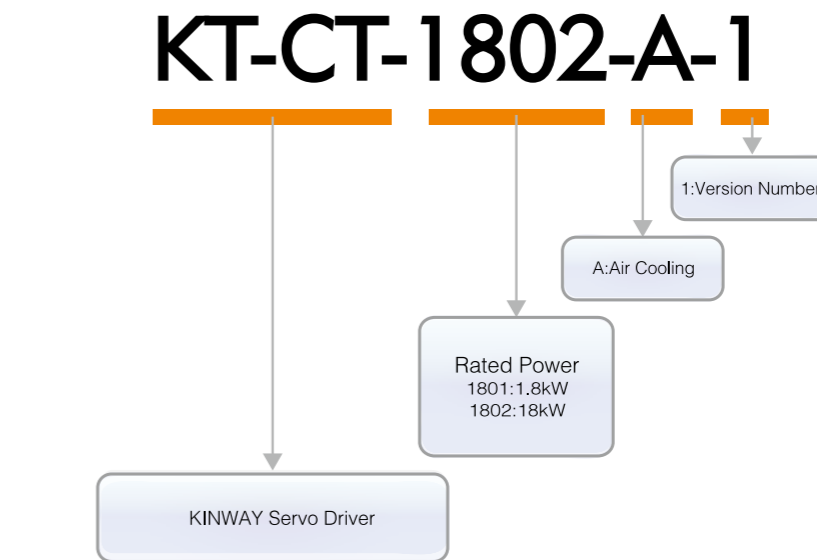 KT-CT-1802-A-1
1:Version Number
A:Air Cooling
Rated Power
1801:1.8kW
1802:18kW
KINWAY Servo Driver